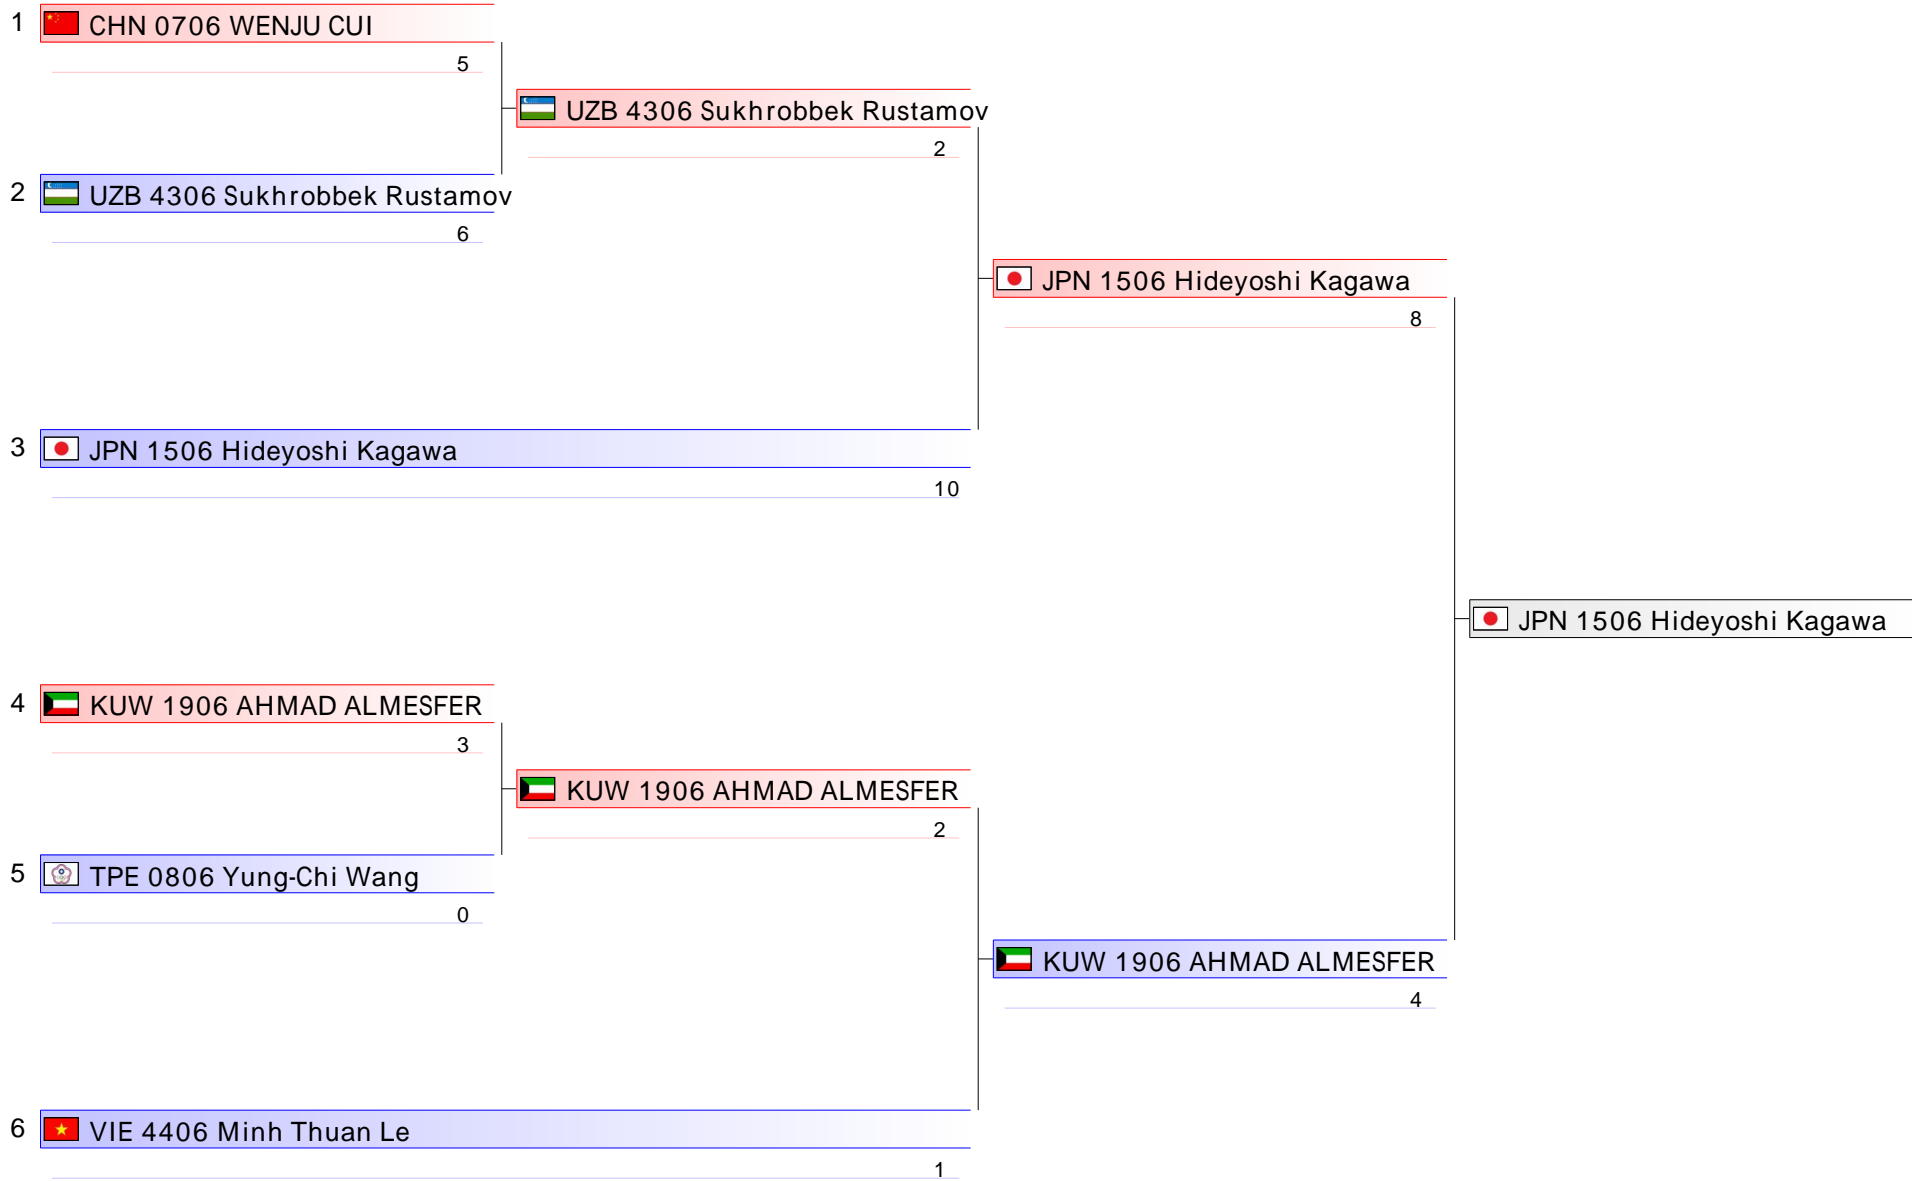 1 CHN 0706 WENJU CUI
5
UZB 4306 Sukhrobbek Rustamov
2
2 UZB 4306 Sukhrobbek Rustamov
6
JPN 1506 Hideyoshi Kagawa
8
3 JPN 1506 Hideyoshi Kagawa
10
JPN 1506 Hideyoshi Kagawa
4 KUW 1906 AHMAD ALMESFER
3
KUW 1906 AHMAD ALMESFER
2
5 TPE 0806 Yung-Chi Wang
0
KUW 1906 AHMAD ALMESFER
4
6 VIE 4406 Minh Thuan Le
1